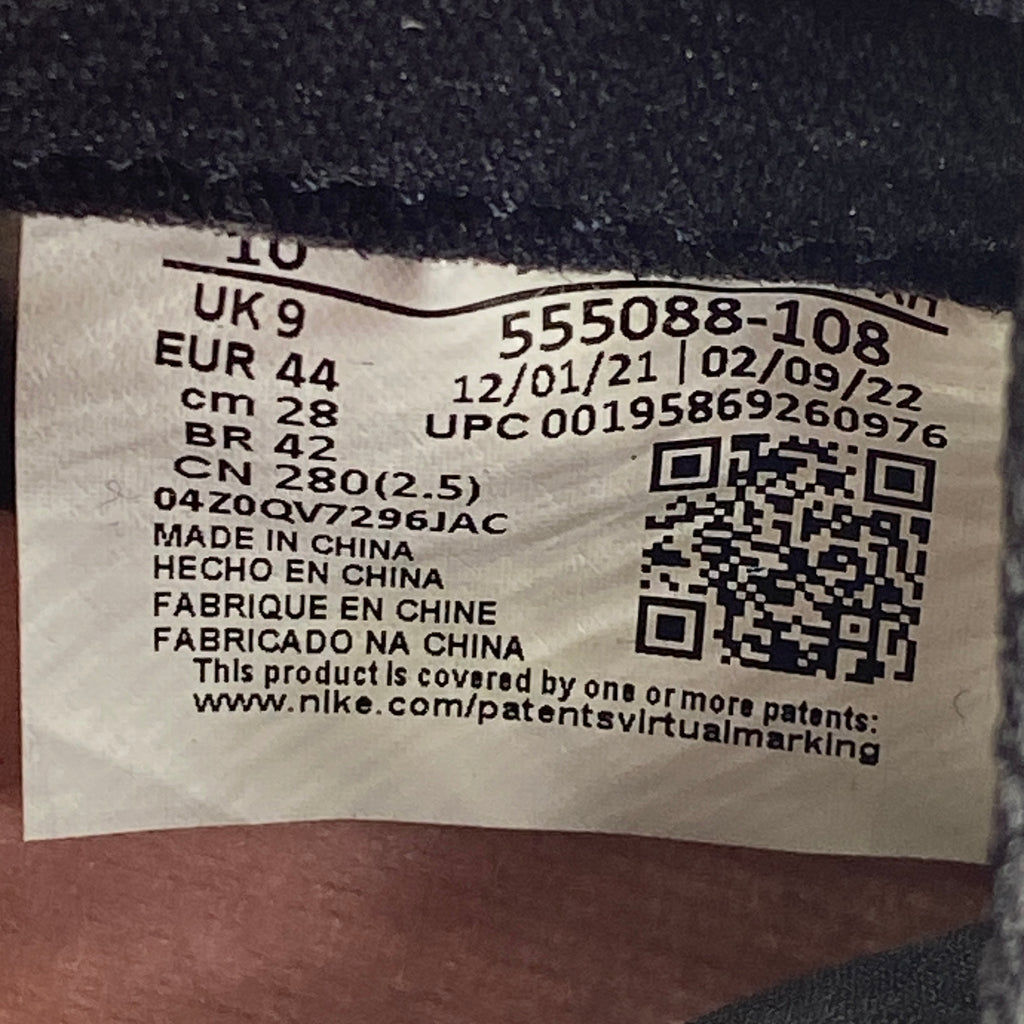 10
UK 9
EUR 44
cm 28
BR 42
CN 280(2.5)
04Z0QV7296JAC
MADE IN CHINA
HECHO EN CHINA
FABRIQUE EN CHINE
FABRICADO NA CHINA
555088-108
12/01/21 | 02/09/22
UPC 00195869260976
This product is covered by one or more patents:
www.nike.com/patentsvirtualmarking